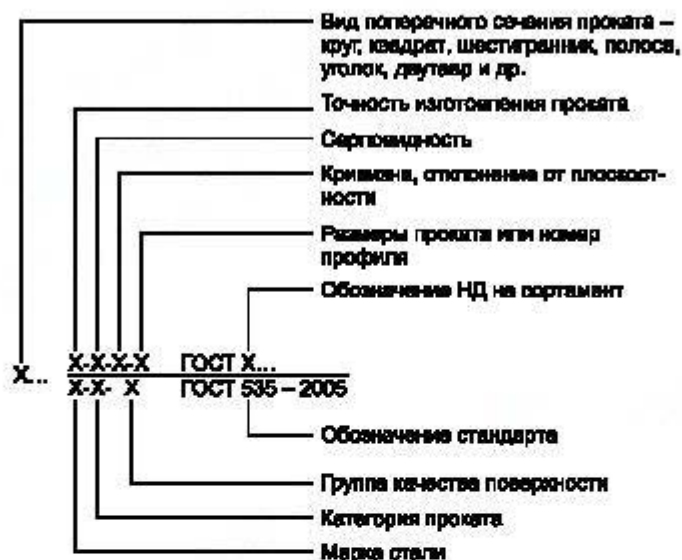 Вид поперечного сечения проката –
круг, квадрат, шестигранник, полоса,
уголок, двутавр и др.
Точность изготовления проката
Серповидность
Кривизна, отклонение от плоскост-
ности
Размеры проката или номер
профиля
Обозначение НД на сортамент
X... X-X-X-X ГОСТ X...
X-X- X ГОСТ 535 – 2005
Обозначение стандарта
Группа качества поверхности
Категория проката
Марка стали